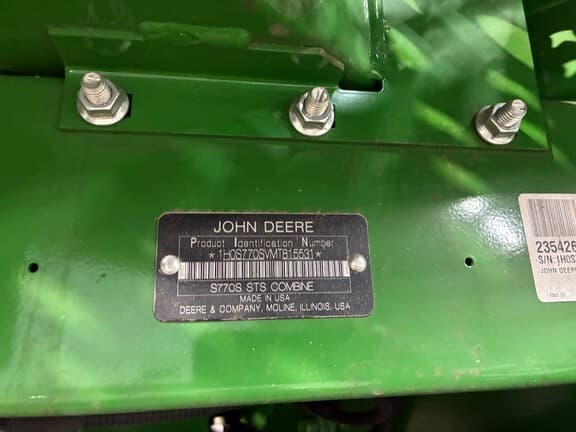 JOHN DEERE
Product Identification Number
*1H0S770SVMTB15531*
S770S STS COMBINE
MADE IN USA
DEERE & COMPANY, MOLINE, ILLINOIS, USA
235426
S/N:1H0S7
JOHN DEERE